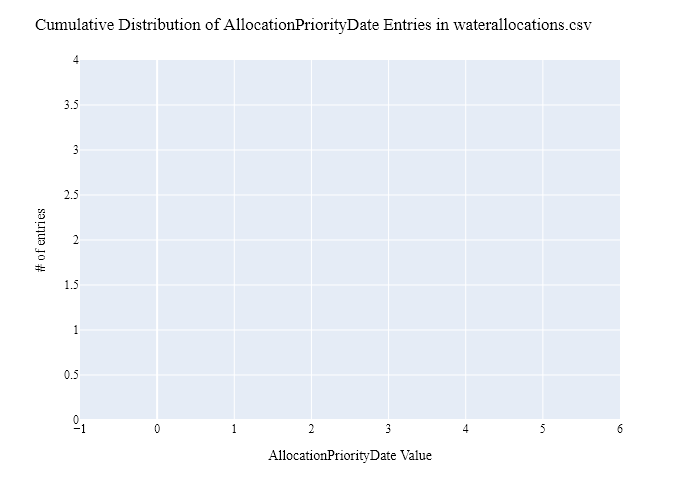 Cumulative Distribution of AllocationPriorityDate Entries in waterallocations.csv
4
3.5
3
2.5
2
1.5
1
0.5
0
# of entries
−1 0 1 2 3 4 5 6
AllocationPriorityDate Value